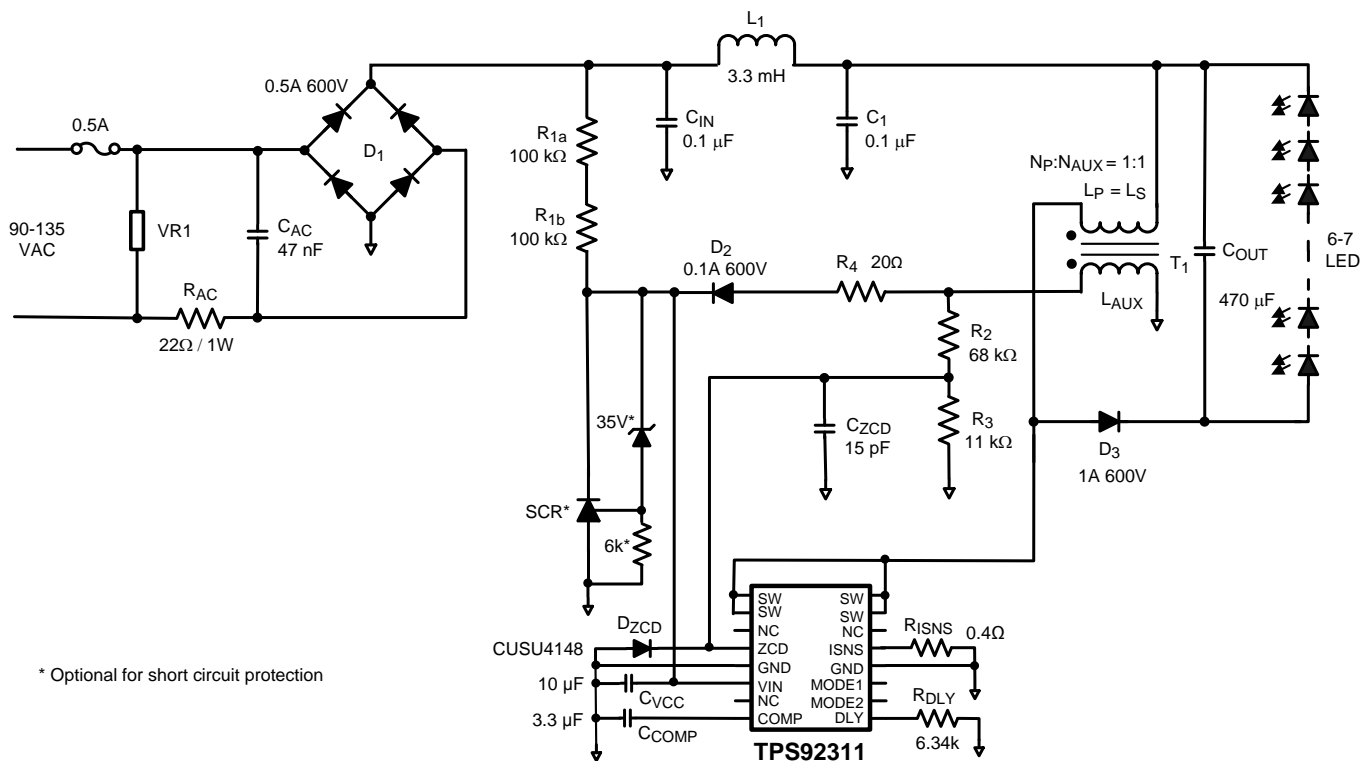 L1
3.3 mH
0.5A 600V
0.5A
D1
R1a
100 kΩ
CIN
0.1 µF
C1
0.1 µF
NP:NAUX = 1:1
LP = LS
90-135
VAC
VR1
CAC
47 nF
R1b
100 kΩ
D2
0.1A 600V
R4 20Ω
T1
COUT
470 µF
6-7
LED
LAUX
RAC
22Ω / 1W
R2
68 kΩ
35V*
CZCD
15 pF
R3
11 kΩ
D3
1A 600V
SCR*
6k*
SW
SW
NC
ZCD
GND
VIN
NC
COMP
SW
SW
NC
ISNS
GND
MODE1
MODE2
DLY
DZCD
CUSU4148
RISNS
0.4Ω
* Optional for short circuit protection
10 µF
CVCC
3.3 µF
CCOMP
RDLY
6.34k
TPS92311